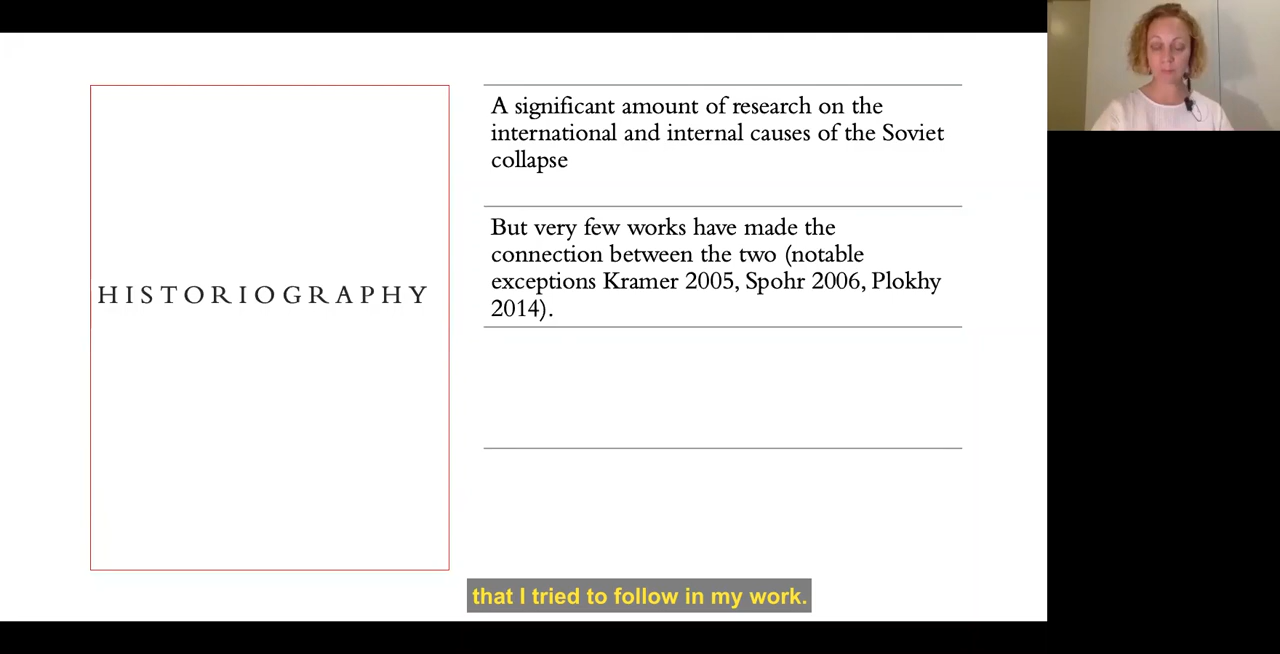 HISTORIOGRAPHY
A significant amount of research on the
international and internal causes of the Soviet
collapse
But very few works have made the
connection between the two (notable
exceptions Kramer 2005, Spohr 2006, Plokhy
2014).
that I tried to follow in my work.